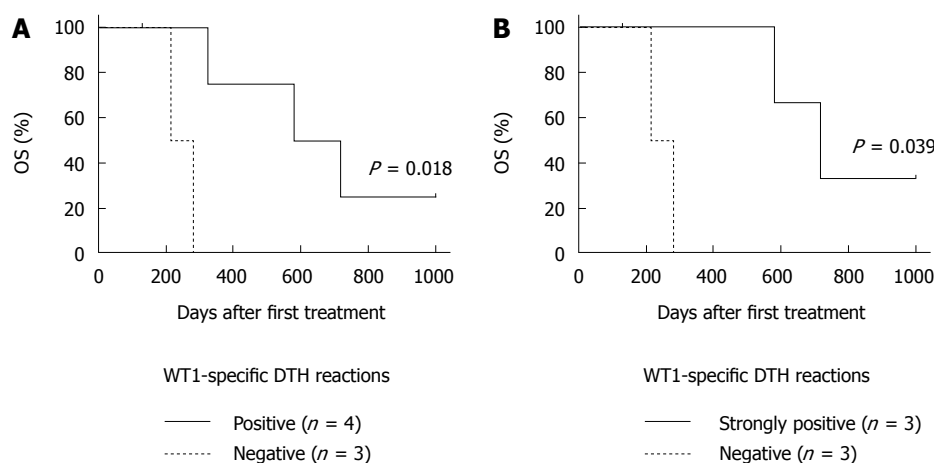 A
100
80
60
40
20
0
OS (%)
P = 0.018
0 200 400 600 800 1000
Days after first treatment
WT1-specific DTH reactions
Positive (n = 4)
Negative (n = 3)
B
100
80
60
40
20
0
OS (%)
P = 0.039
0 200 400 600 800 1000
Days after first treatment
WT1-specific DTH reactions
Strongly positive (n = 3)
Negative (n = 3)